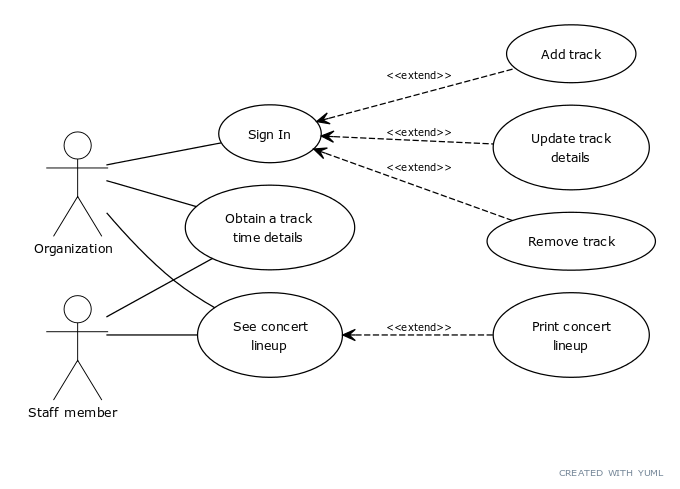 Add track
<<extend>>
Sign In
<<extend>>
Update track
details
<<extend>>
Obtain a track
time details
Remove track
Organization
See concert
lineup
<<extend>>
Print concert
lineup
Staff member
CREATED WITH YUML